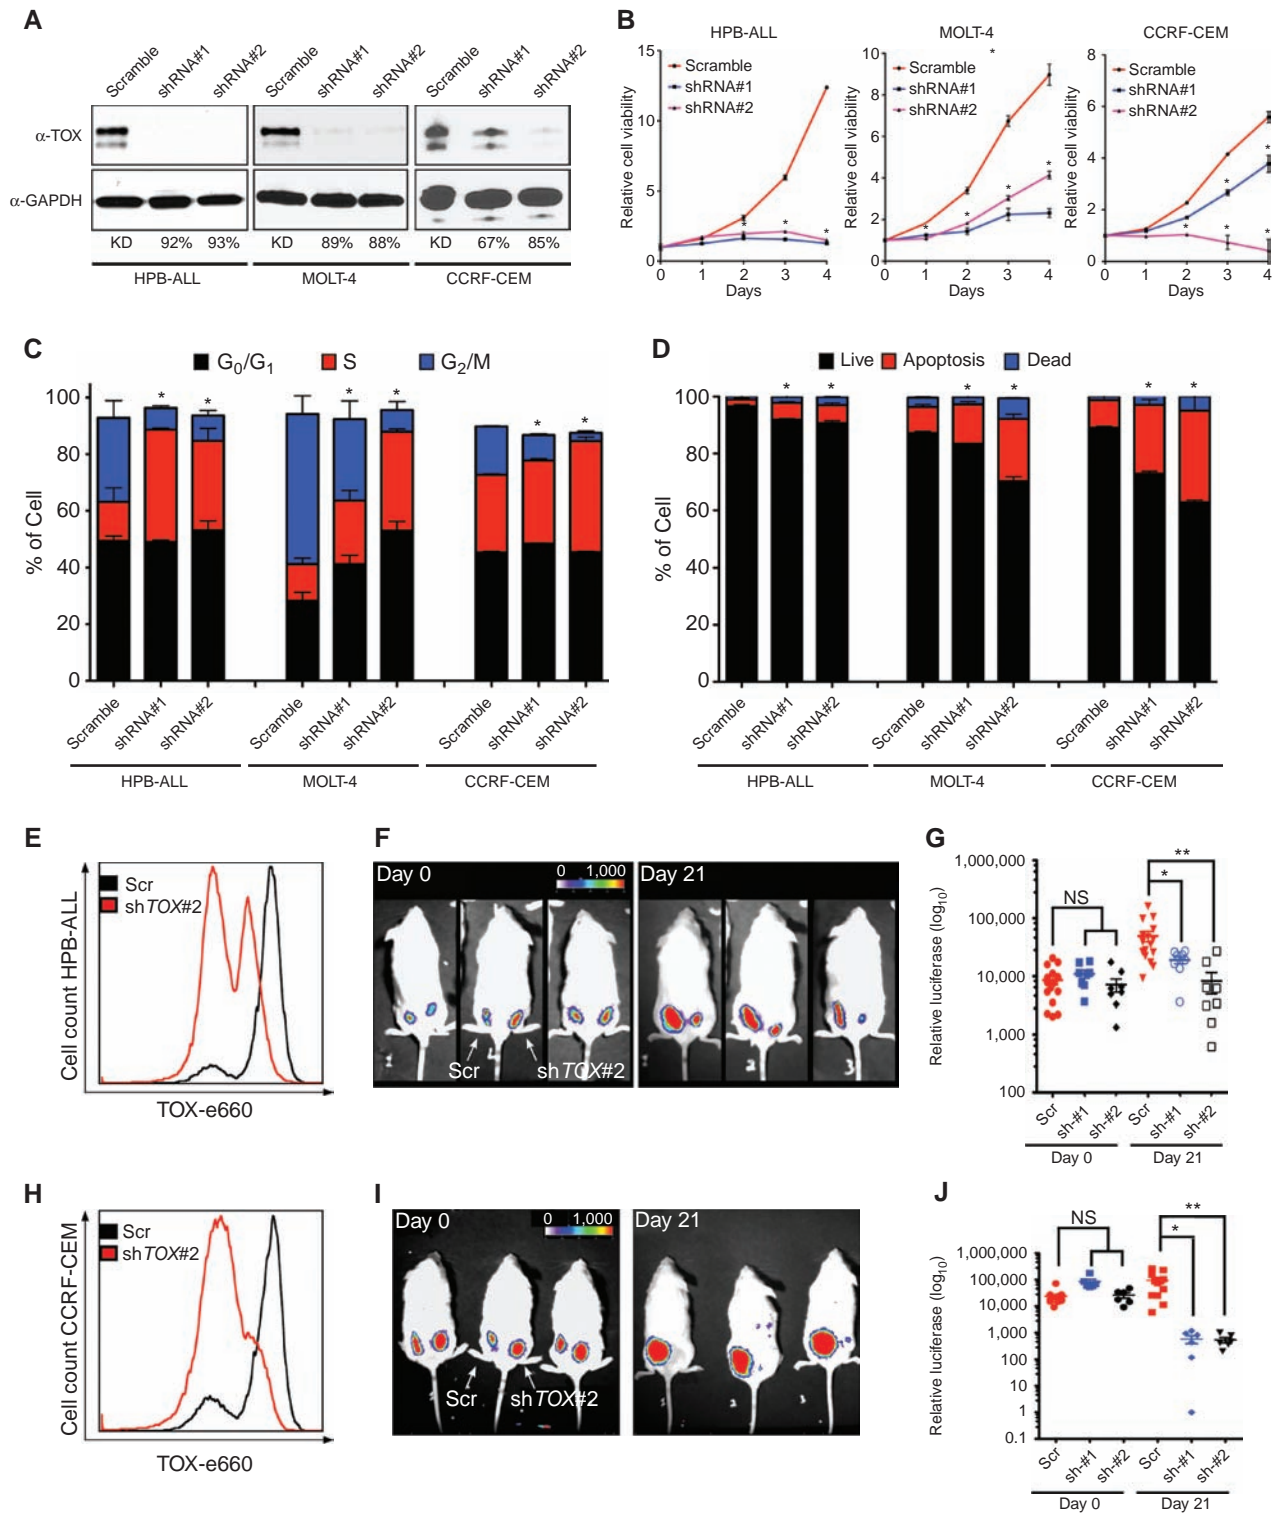 A
Scramble
shRNA#1
shRNA#2
Scramble
shRNA#1
shRNA#2
Scramble
shRNA#1
shRNA#2
α-TOX
α-GAPDH
KD 92% 93% KD 89% 88% KD 67% 85%
HPB-ALL MOLT-4 CCRF-CEM
B
HPB-ALL
Relative cell viability
15
10
5
0
Scramble
shRNA#1
shRNA#2
* * *
0 1 2 3 4
Days
MOLT-4
*
Relative cell viability
10
8
6
4
2
0
Scramble
shRNA#1
shRNA#2
* * * *
0 1 2 3 4
Days
CCRF-CEM
Relative cell viability
8
6
4
2
0
Scramble
shRNA#1
shRNA#2
* *
* * *
0 1 2 3 4
Days
C
G0/G1 S G2/M
% of Cell
100
80
60
40
20
0
* * * * * *
Scramble
shRNA#1
shRNA#2
Scramble
shRNA#1
shRNA#2
Scramble
shRNA#1
shRNA#2
HPB-ALL MOLT-4 CCRF-CEM
D
Live Apoptosis Dead
% of Cell
100
80
60
40
20
0
* * * * * *
Scramble
shRNA#1
shRNA#2
Scramble
shRNA#1
shRNA#2
Scramble
shRNA#1
shRNA#2
HPB-ALL MOLT-4 CCRF-CEM
E
Cell count HPB-ALL
Scr
shTOX#2
TOX-e660
F
Day 0
0 1,000
Scr shTOX#2
Day 21
2
3
G
Relative luciferase (log10)
1,000,000
100,000
10,000
1,000
100
NS
**
*
Scr
sh-#1
sh-#2
Scr
sh-#1
sh-#2
Day 0 Day 21
H
Cell count CCRF-CEM
Scr
shTOX#2
TOX-e660
I
Day 0
0 1,000
Scr shTOX#2
Day 21
J
Relative luciferase (log10)
1,000,000
100,000
10,000
1,000
100
10
1
0.1
NS
**
*
Scr
sh-#1
sh-#2
Scr
sh-#1
sh-#2
Day 0 Day 21